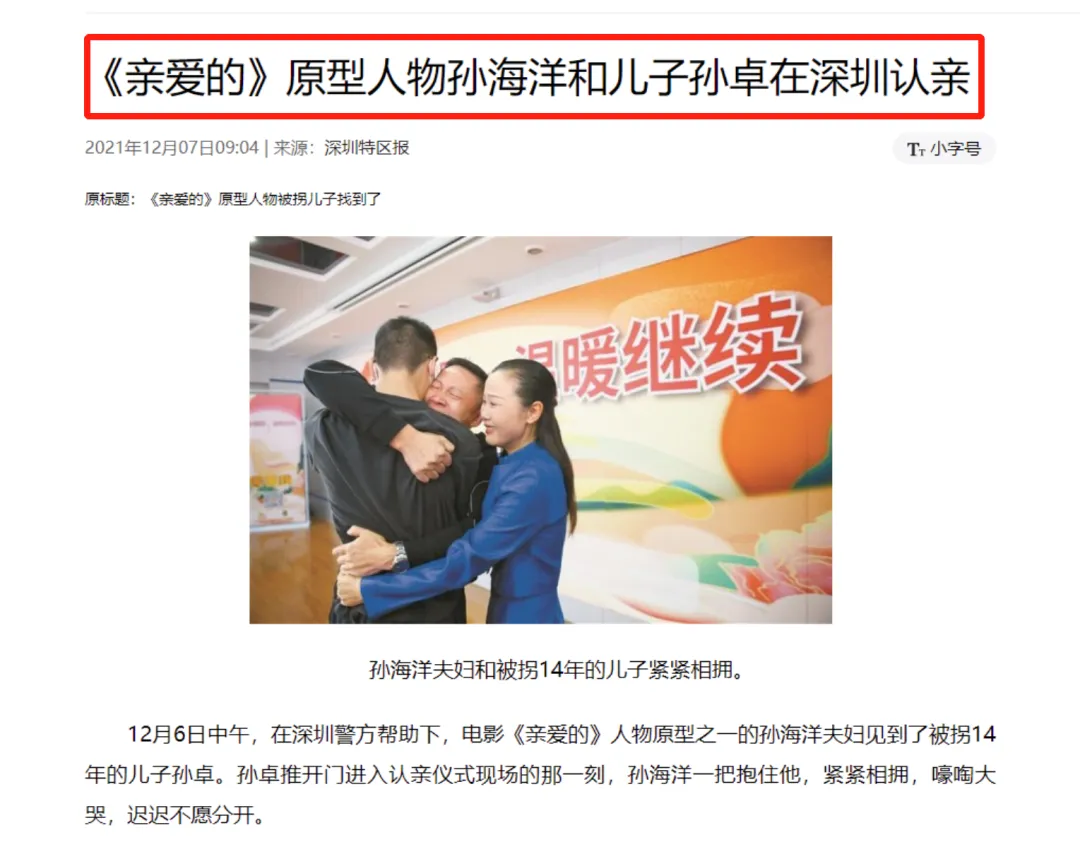 《亲爱的》原型人物孙海洋和儿子孙卓在深圳认亲
2021年12月07日09:04 | 来源：深圳特区报
Tт 小字号
原标题：《亲爱的》原型人物被拐儿子找到了
温暖继续
孙海洋夫妇和被拐14年的儿子紧紧相拥。
12月6日中午，在深圳警方帮助下，电影《亲爱的》人物原型之一的孙海洋夫妇见到了被拐14
年的儿子孙卓。孙卓推开门进入认亲仪式现场的那一刻，孙海洋一把抱住他，紧紧相拥，嚎啕大
哭，迟迟不愿分开。